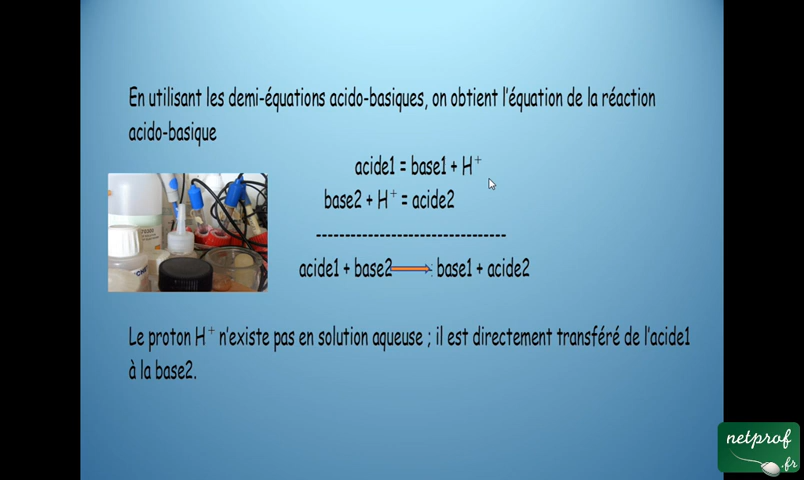 En utilisant les demi-équations acido-basiques, on obtient l'équation de la réaction
acido-basique
acide1 = base1 + H⁺
base2 + H⁺ = acide2
---------------------------------
acide1 + base2 → base1 + acide2
Le proton H⁺ n'existe pas en solution aqueuse ; il est directement transféré de l'acide1
à la base2.
netprof
.fr